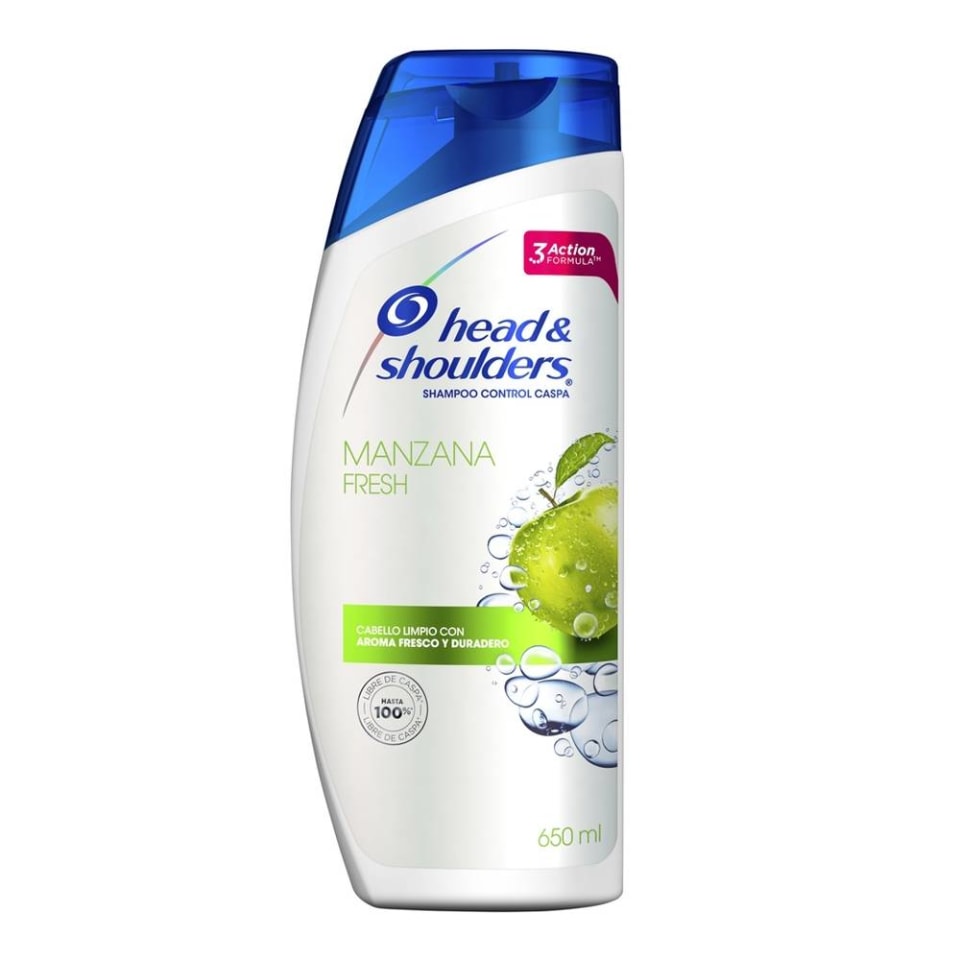 3 Action
FORMULA™
head &
shoulders®
SHAMPOO CONTROL CASPA
MANZANA
FRESH
CABELLO LIMPIO CON
AROMA FRESCO Y DURADERO
LIBRE DE CASPA*
HASTA
100%*
LIBRE DE CASPA*
650 ml